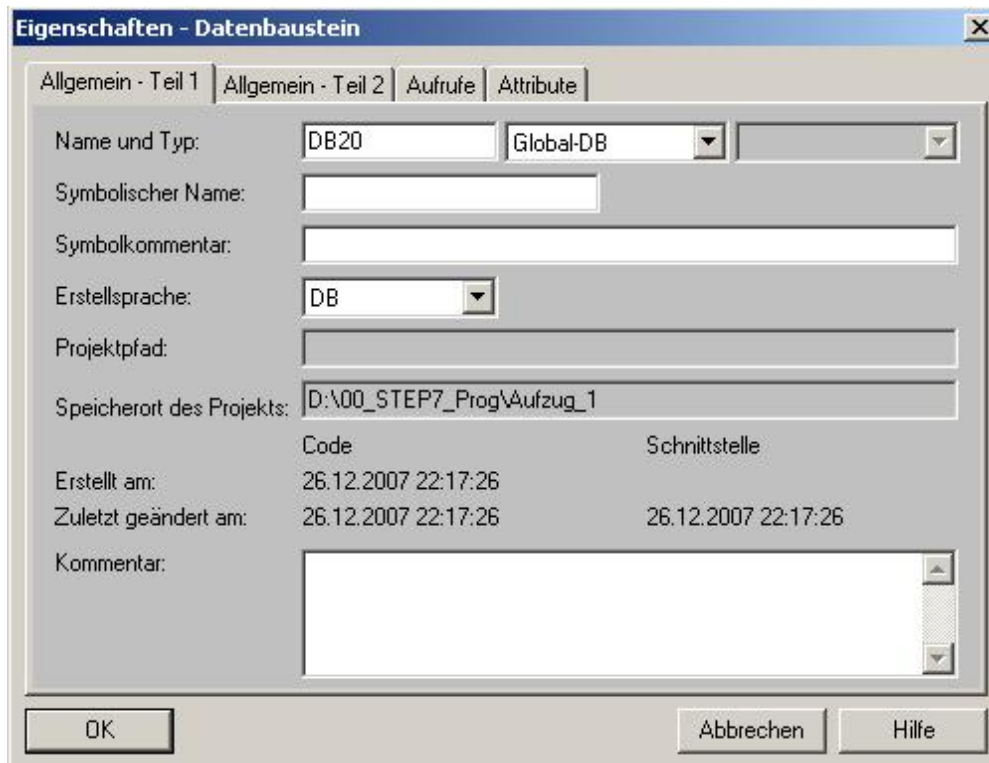 Eigenschaften - Datenbaustein
Allgemein - Teil 1 Allgemein - Teil 2 Aufrufe Attribute
Name und Typ: DB20 Global-DB
Symbolischer Name:
Symbolkommentar:
Erstellsprache: DB
Projektpfad:
Speicherort des Projekts: D:\00_STEP7_Prog\Aufzug_1
Code Schnittstelle
Erstellt am: 26.12.2007 22:17:26
Zuletzt geändert am: 26.12.2007 22:17:26 26.12.2007 22:17:26
Kommentar:
OK Abbrechen Hilfe